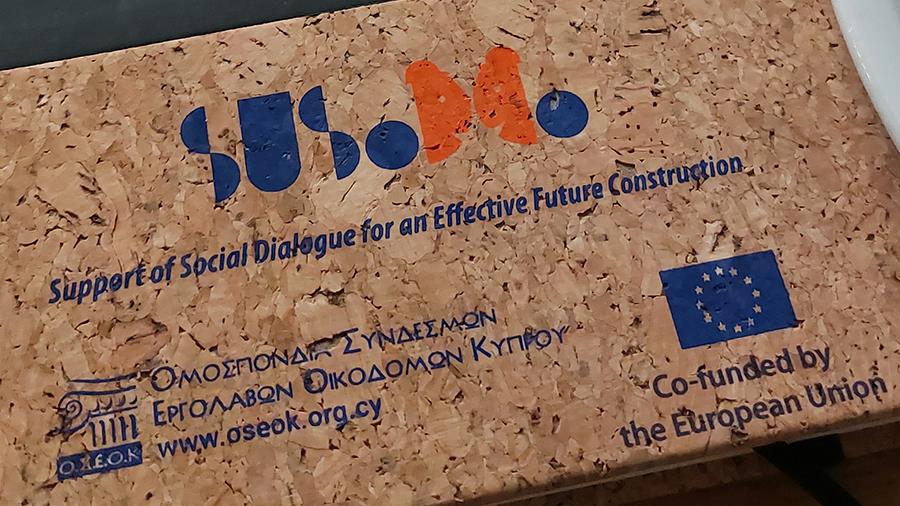 SUSoDCo
Support of Social Dialogue for an Effective Future Construction
ΟΜΟΣΠΟΝΔΙΑ ΣΥΝΔΕΣΜΩΝ
ΕΡΓΟΛΑΒΩΝ ΟΙΚΟΔΟΜΩΝ ΚΥΠΡΟΥ
www.oseok.org.cy
Ο.Σ.Ε.Ο.Κ
Co-funded by
the European Union